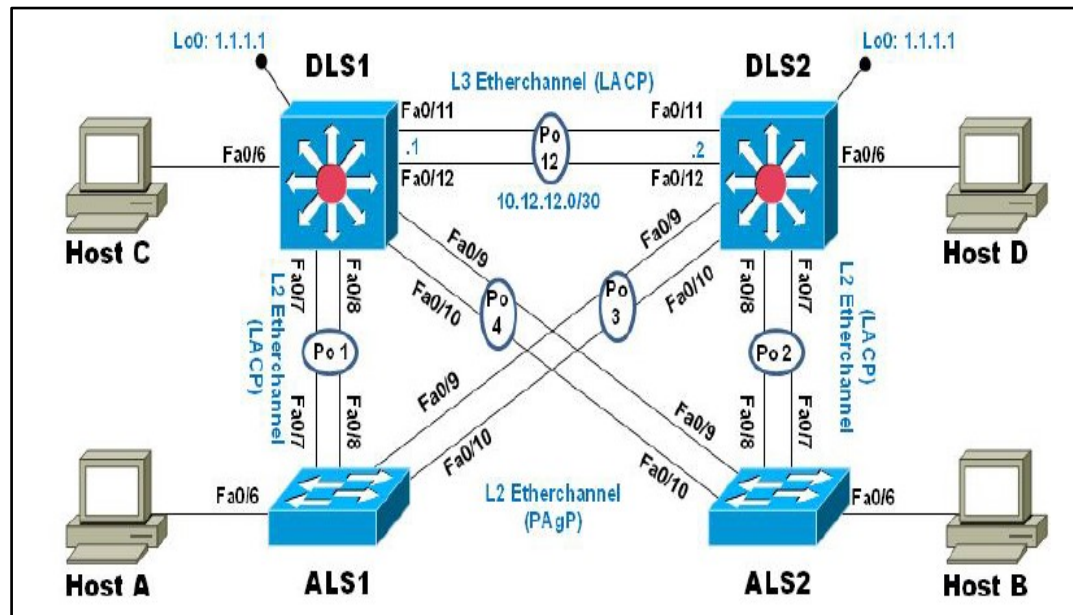 Lo0: 1.1.1.1
Lo0: 1.1.1.1
DLS1
DLS2
L3 Etherchannel (LACP)
Fa0/11
Fa0/11
Fa0/6
.1
Po
12
.2
Fa0/6
Fa0/12
Fa0/12
10.12.12.0/30
Host C
Host D
Fa0/9
Fa0/9
Fa0/10
Fa0/10
Po
4
Po
3
Fa0/7
Fa0/8
Fa0/8
Fa0/7
L2 Etherchannel
(LACP)
L2 Etherchannel
(LACP)
Po 1
Po 2
Fa0/7
Fa0/8
Fa0/8
Fa0/7
Fa0/9
Fa0/10
Fa0/9
Fa0/10
Fa0/6
L2 Etherchannel
(PAgP)
Fa0/6
Host A
ALS1
ALS2
Host B